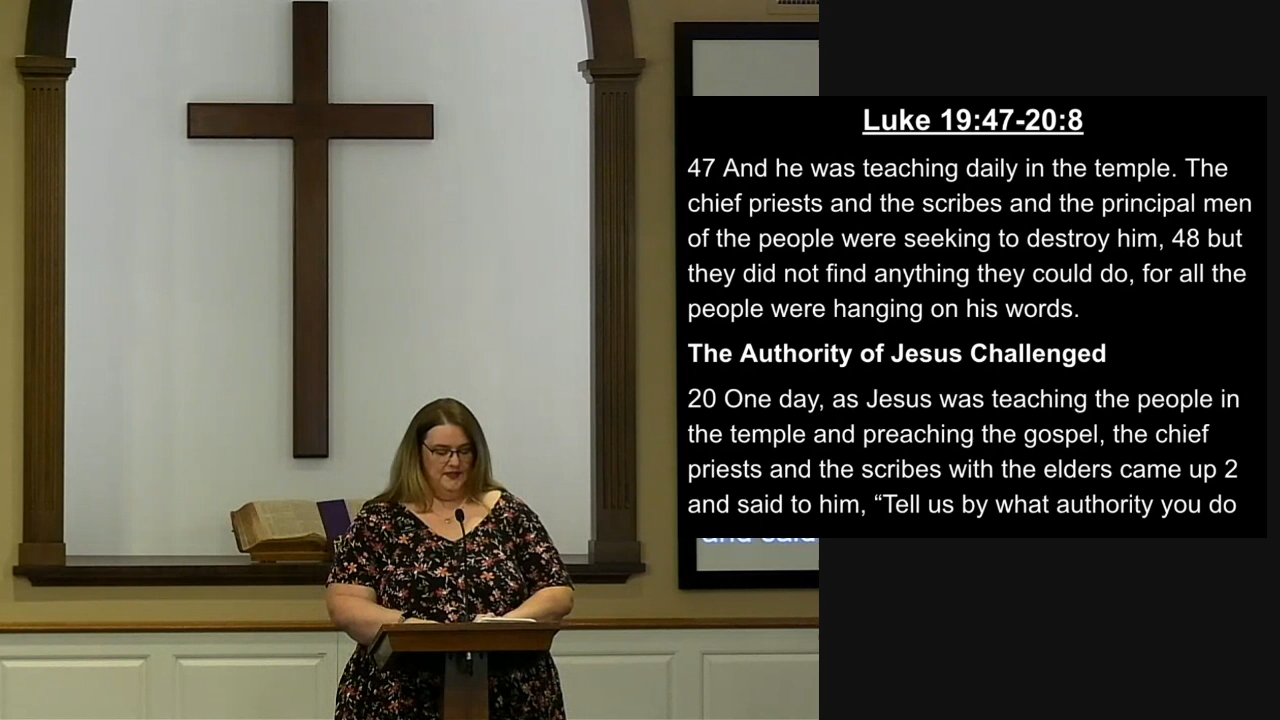 Luke 19:47-20:8
47 And he was teaching daily in the temple. The
chief priests and the scribes and the principal men
of the people were seeking to destroy him, 48 but
they did not find anything they could do, for all the
people were hanging on his words.
The Authority of Jesus Challenged
20 One day, as Jesus was teaching the people in
the temple and preaching the gospel, the chief
priests and the scribes with the elders came up 2
and said to him, “Tell us by what authority you do
and said